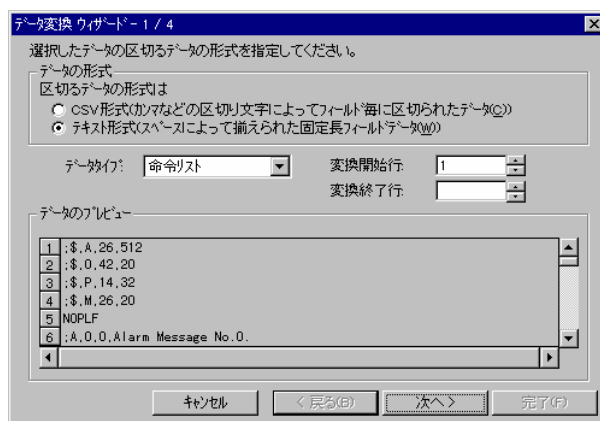 データ変換 ウィザード - 1 / 4
選択したデータの区切るデータの形式を指定してください。
データの形式
区切るデータの形式は
CSV形式(カンマなどの区切り文字によってフィールド毎に区切られたデータ(C))
テキスト形式(スペースによって揃えられた固定長フィールドデータ(W))
データタイプ: 命令リスト 変換開始行: 1
変換終了行:
データのプレビュー
1 ;$,A,26,512
2 ;$,O,42,20
3 ;$,P,14,32
4 ;$,M,26,20
5 NOPLF
6 ;A,0,0,Alarm Message No.0.
キャンセル < 戻る(B) 次へ > 完了(F)